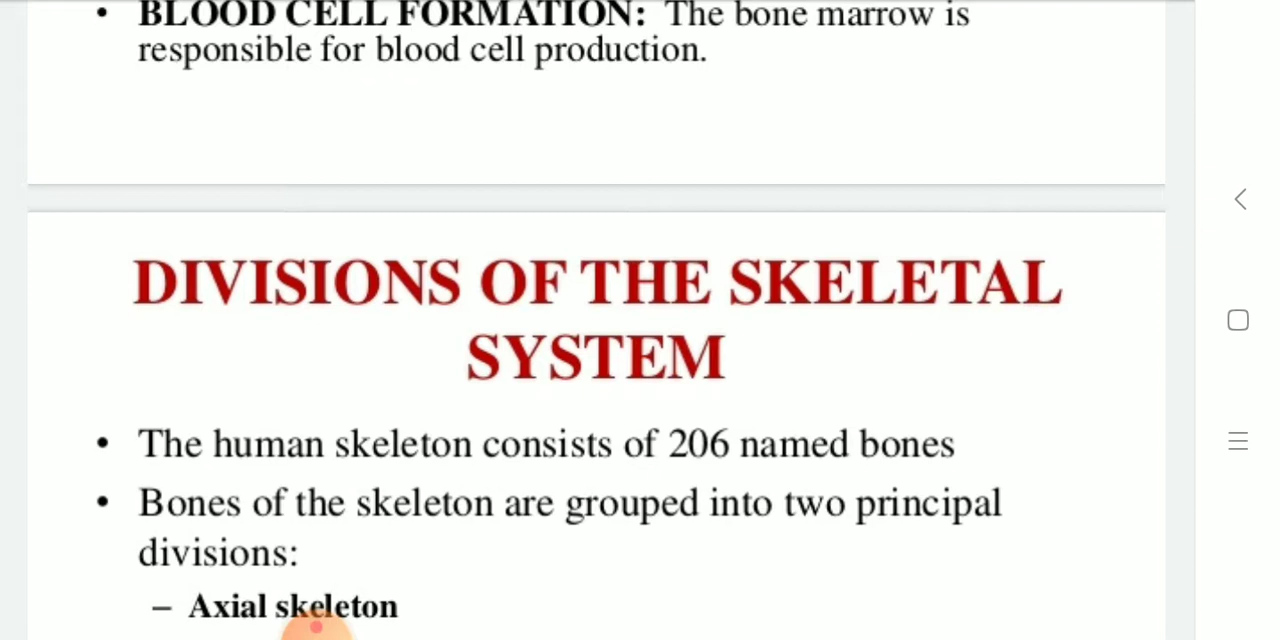 • BLOOD CELL FORMATION: The bone marrow is
responsible for blood cell production.
DIVISIONS OF THE SKELETAL
SYSTEM
• The human skeleton consists of 206 named bones
• Bones of the skeleton are grouped into two principal
divisions:
– Axial skeleton